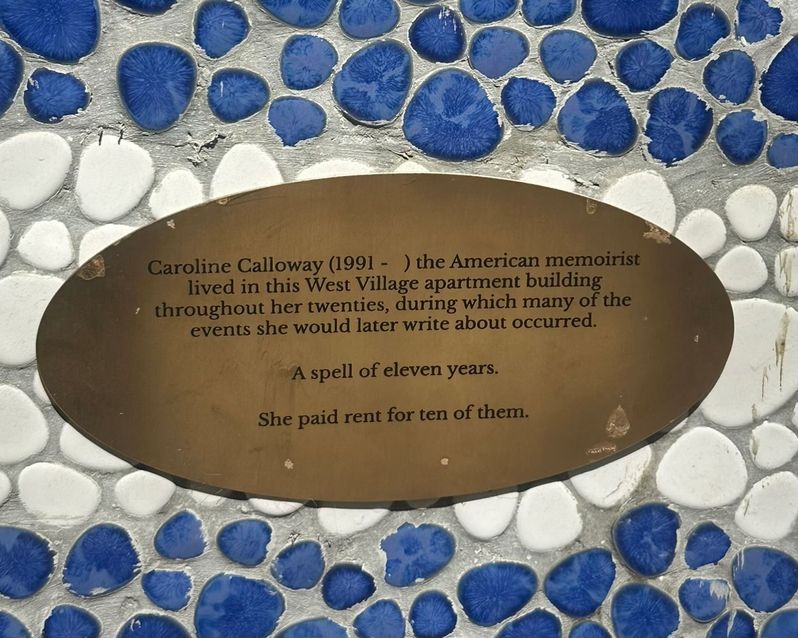 Caroline Calloway (1991 -   ) the American memoirist
lived in this West Village apartment building
throughout her twenties, during which many of the
events she would later write about occurred.
A spell of eleven years.
She paid rent for ten of them.